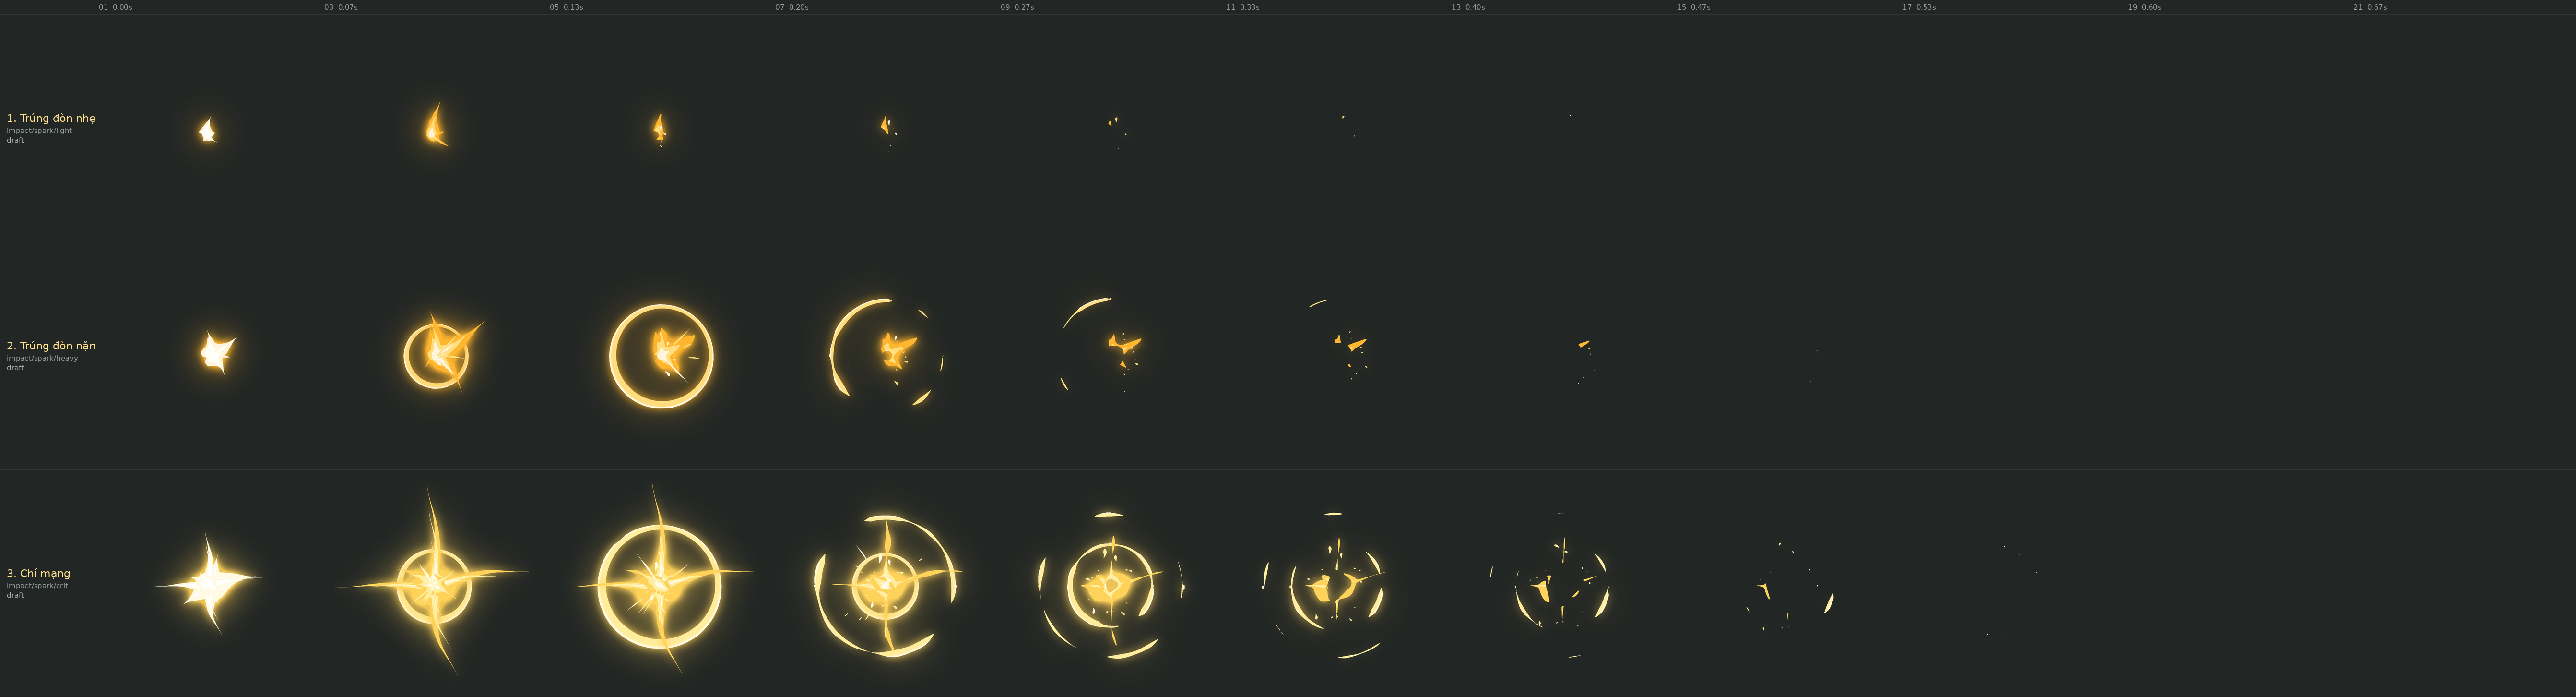 01 0.00s
03 0.07s
05 0.13s
07 0.20s
09 0.27s
11 0.33s
13 0.40s
15 0.47s
17 0.53s
19 0.60s
21 0.67s
1. Trúng đòn nhẹ
impact/spark/light
draft
2. Trúng đòn nặn
impact/spark/heavy
draft
3. Chí mạng
impact/spark/crit
draft